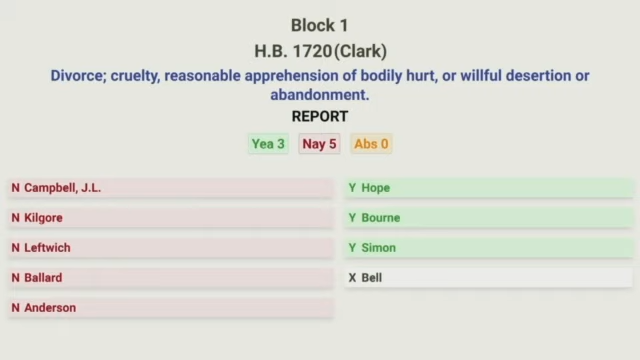 Block 1
H.B. 1720 (Clark)
Divorce; cruelty, reasonable apprehension of bodily hurt, or willful desertion or
abandonment.
REPORT
Yea 3 Nay 5 Abs 0
N Campbell, J.L.
N Kilgore
N Leftwich
N Ballard
N Anderson
Y Hope
Y Bourne
Y Simon
X Bell